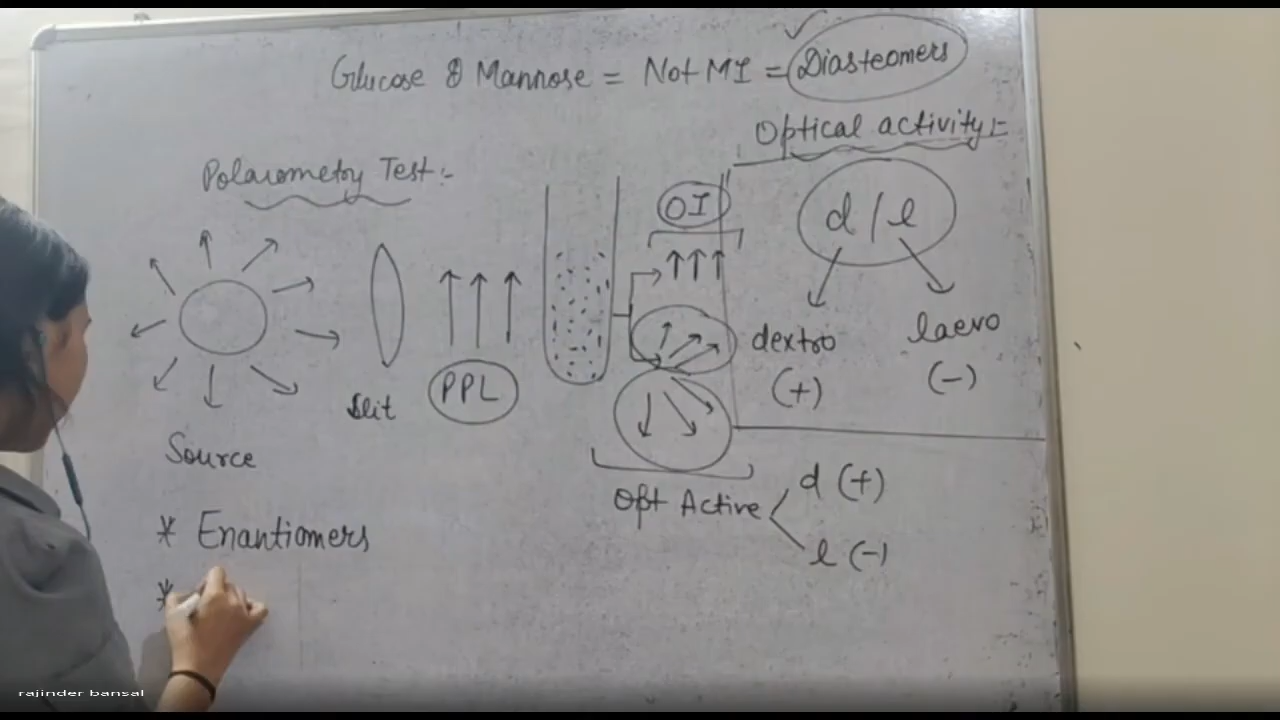 Glucose & Mannose = Not MI = Diasteomers
Optical activity:-
Polarometry Test:-
OI
d / l
dextro
(+)
laevo
(-)
PPL
Slit
Source
Opt Active
d (+)
l (-)
* Enantiomers
*
rajinder bansal